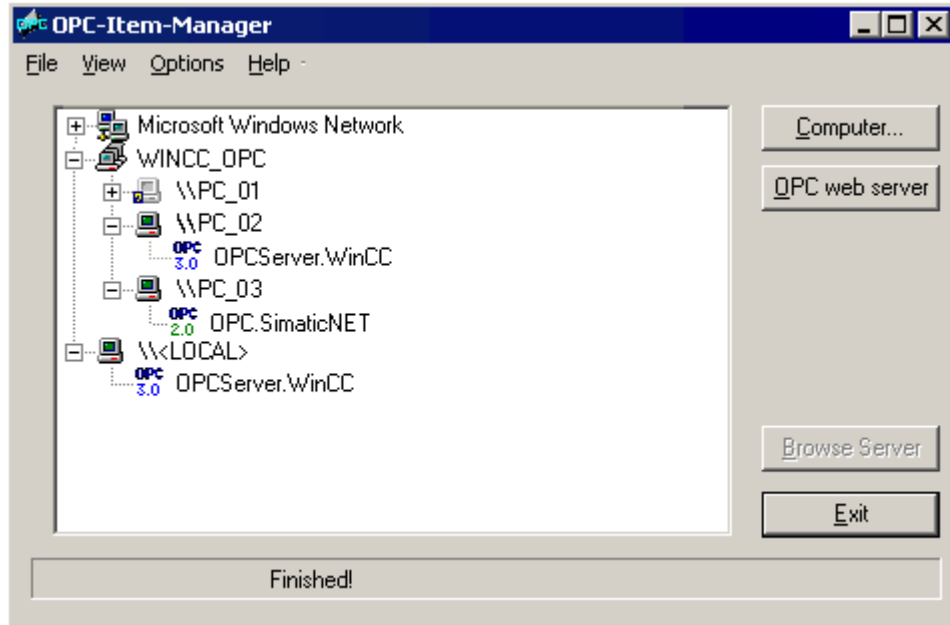 OPC-Item-Manager
File View Options Help
Microsoft Windows Network
Computer...
WINCC_OPC
\\PC_01
OPC web server
\\PC_02
OPC 3.0 OPCServer.WinCC
\\PC_03
OPC 2.0 OPC.SimaticNET
\\<LOCAL>
OPC 3.0 OPCServer.WinCC
Browse Server
Exit
Finished!